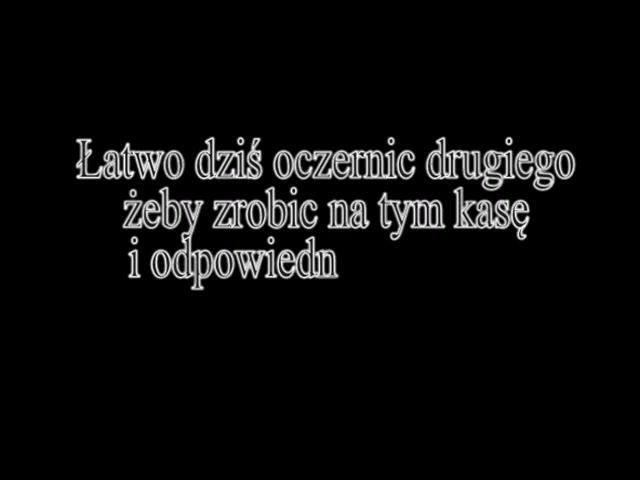 Łatwo dziś oczernic drugiego
żeby zrobic na tym kasę
i odpowiedn